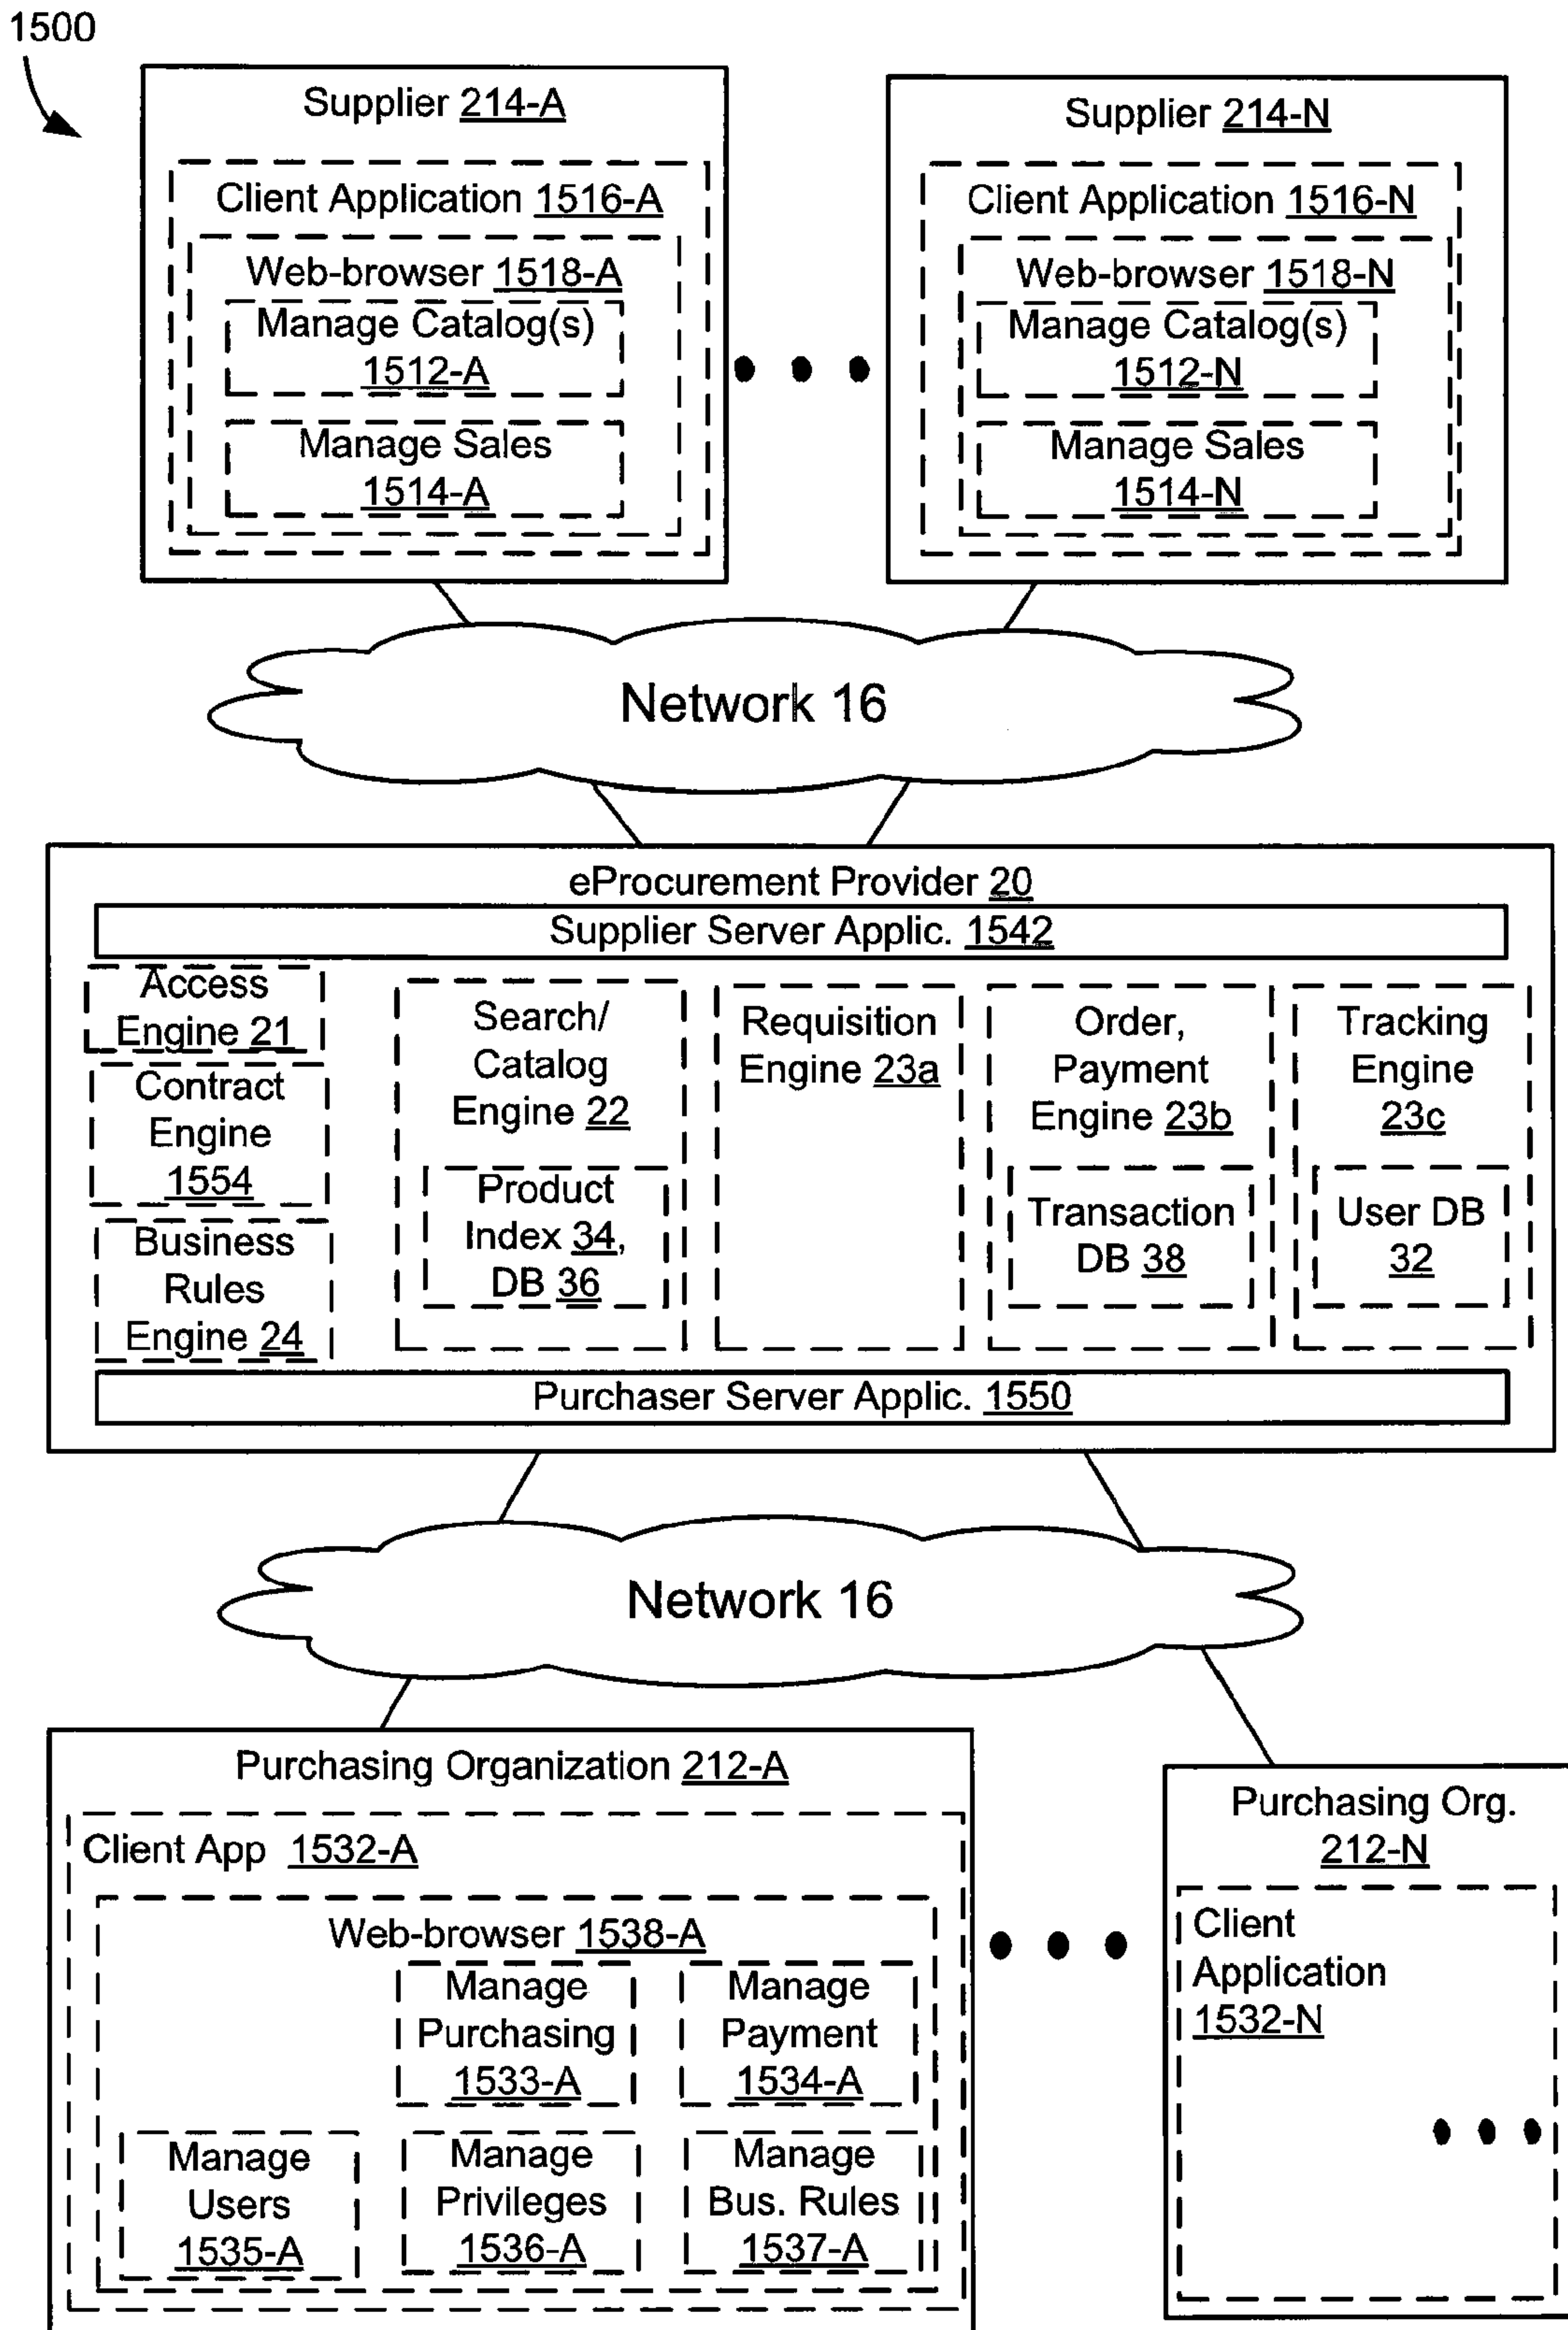 1500
Supplier 214-A
Client Application 1516-A
Web-browser 1518-A
Manage Catalog(s)
1512-A
Manage Sales
1514-A
Supplier 214-N
Client Application 1516-N
Web-browser 1518-N
Manage Catalog(s)
1512-N
Manage Sales
1514-N
Network 16
eProcurement Provider 20
Supplier Server Applic. 1542
Access
Engine 21
Contract
Engine
1554
Business
Rules
Engine 24
Search/
Catalog
Engine 22
Product
Index 34,
DB 36
Requisition
Engine 23a
Order,
Payment
Engine 23b
Transaction
DB 38
Tracking
Engine
23c
User DB
32
Purchaser Server Applic. 1550
Network 16
Purchasing Organization 212-A
Client App 1532-A
Web-browser 1538-A
Manage
Purchasing
1533-A
Manage
Payment
1534-A
Manage
Users
1535-A
Manage
Privileges
1536-A
Manage
Bus. Rules
1537-A
Purchasing Org.
212-N
Client
Application
1532-N